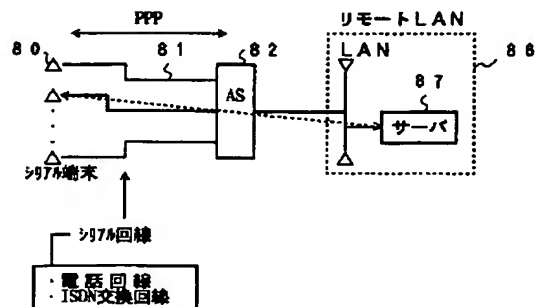 PPP
リモートLAN
80
81
82
LAN
86
87
AS
サーバ
シリアル端末
シリアル回線
・電話回線
・ISDN交換回線